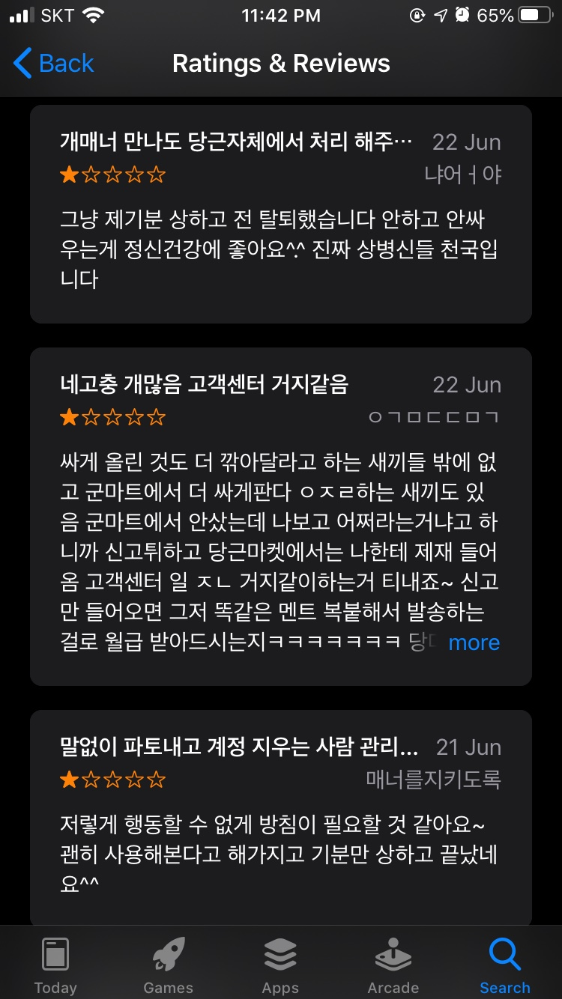 SKT 11:42 PM 65%
Back Ratings & Reviews
개매너 만나도 당근자체에서 처리 해주… 22 Jun
냐어ㅕ야
그냥 제기분 상하고 전 탈퇴했습니다 안하고 안싸
우는게 정신건강에 좋아요^.^ 진짜 상병신들 천국입
니다
네고충 개많음 고객센터 거지같음 22 Jun
ㅇㄱㅁㄷㄷㅁㄱ
싸게 올린 것도 더 깎아달라고 하는 새끼들 밖에 없
고 군마트에서 더 싸게판다 ㅇㅈㄹ하는 새끼도 있
음 군마트에서 안샀는데 나보고 어쩌라는거냐고 하
니까 신고튀하고 당근마켓에서는 나한테 제재 들어
옴 고객센터 일 ㅈㄴ 거지같이하는거 티내죠~ 신고
만 들어오면 그저 똑같은 멘트 복붙해서 발송하는
걸로 월급 받아드시는지ㅋㅋㅋㅋㅋㅋㅋ 당 more
말없이 파토내고 계정 지우는 사람 관리... 21 Jun
매너를지키도록
저렇게 행동할 수 없게 방침이 필요할 것 같아요~
괜히 사용해본다고 해가지고 기분만 상하고 끝났네
요^^
Today Games Apps Arcade Search